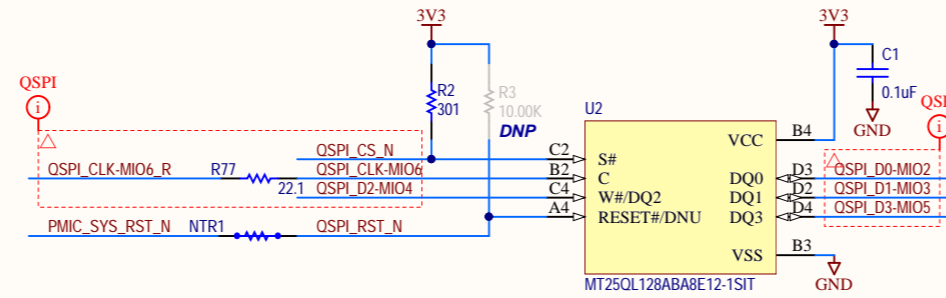 3V3
3V3
QSPI
R2
301
R3
10.00K
DNP
U2
C1
0.1uF
GND
QSPI
VCC
B4
QSPI_CS_N
C2
S#
QSPI_CLK-MIO6_R
R77
22.1
QSPI_CLK-MIO6
B2
C
DQ0
D3
QSPI_D0-MIO2
QSPI_D2-MIO4
C4
W#/DQ2
DQ1
D2
QSPI_D1-MIO3
PMIC_SYS_RST_N
NTR1
QSPI_RST_N
A4
RESET#/DNU
DQ3
D4
QSPI_D3-MIO5
VSS
B3
GND
MT25QL128ABA8E12-1SIT